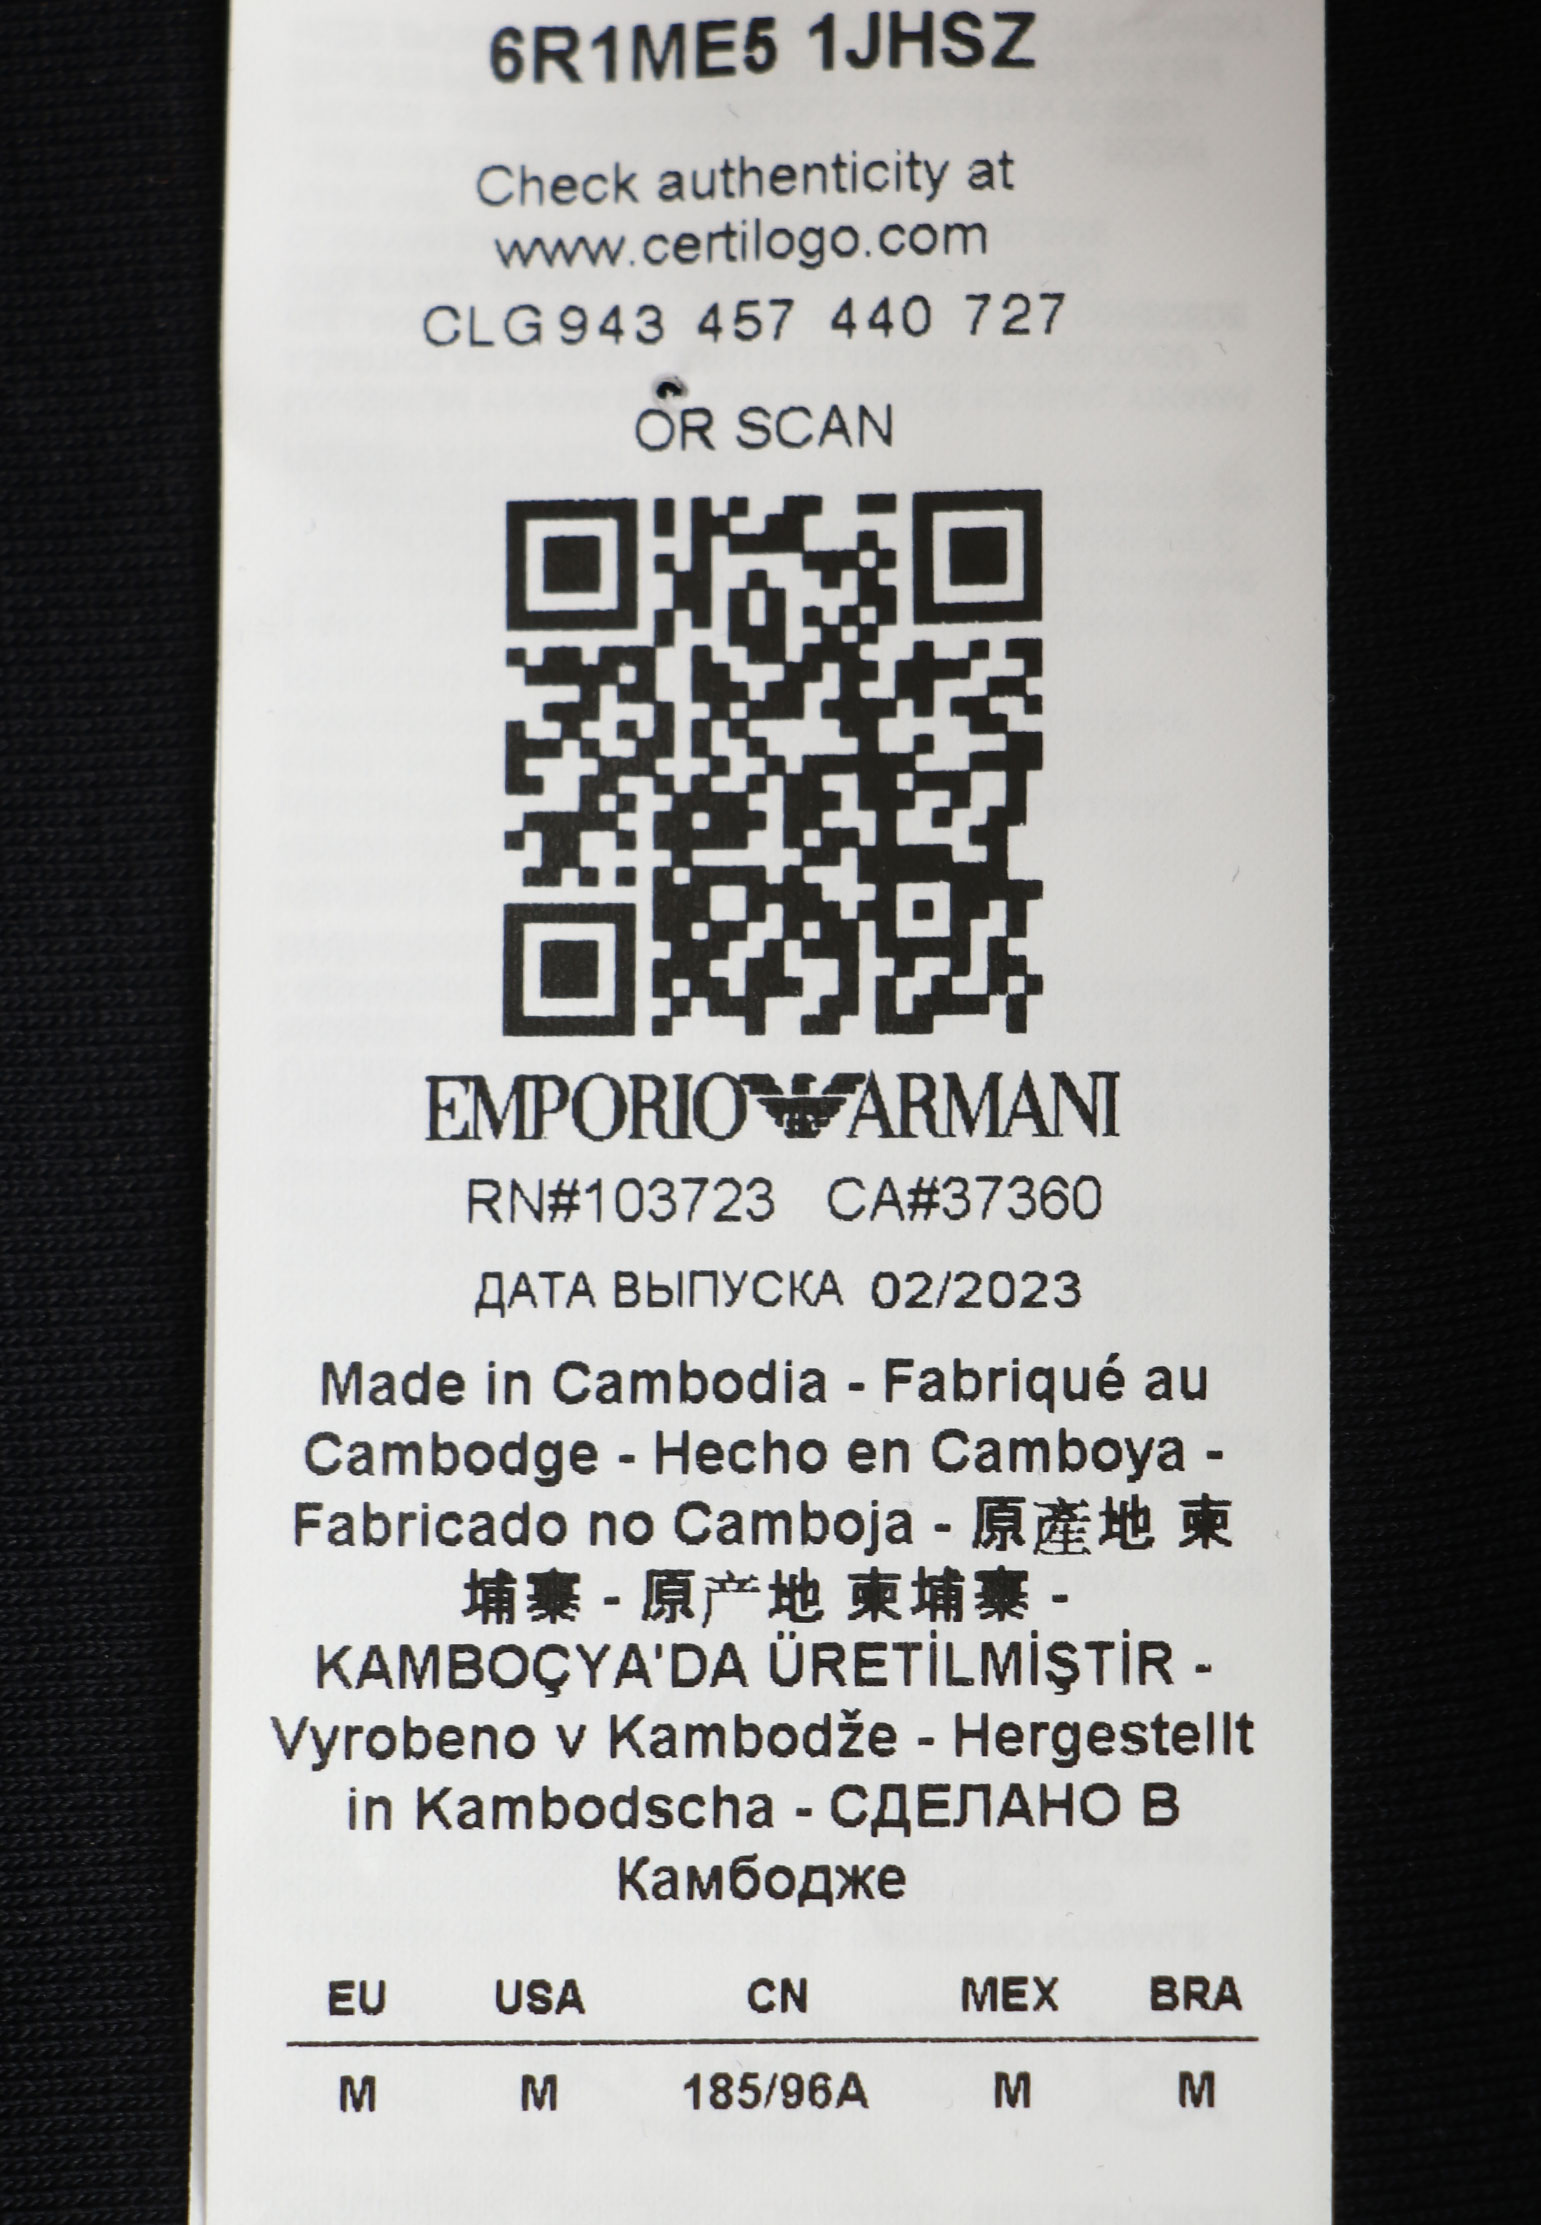 6R1ME5 1JHSZ
Check authenticity at
www.certilogo.com
CLG 943 457 440 727
OR SCAN
EMPORIO ARMANI
RN#103723 CA#37360
ДАТА ВЫПУСКА 02/2023
Made in Cambodia - Fabriqué au
Cambodge - Hecho en Camboya -
Fabricado no Camboja - 原產地 柬
埔寨 - 原产地 柬埔寨 -
KAMBOÇYA'DA ÜRETİLMİŞTİR -
Vyrobeno v Kambodže - Hergestellt
in Kambodscha - СДЕЛАНО В
Камбодже
EU USA CN MEX BRA
M M 185/96A M M